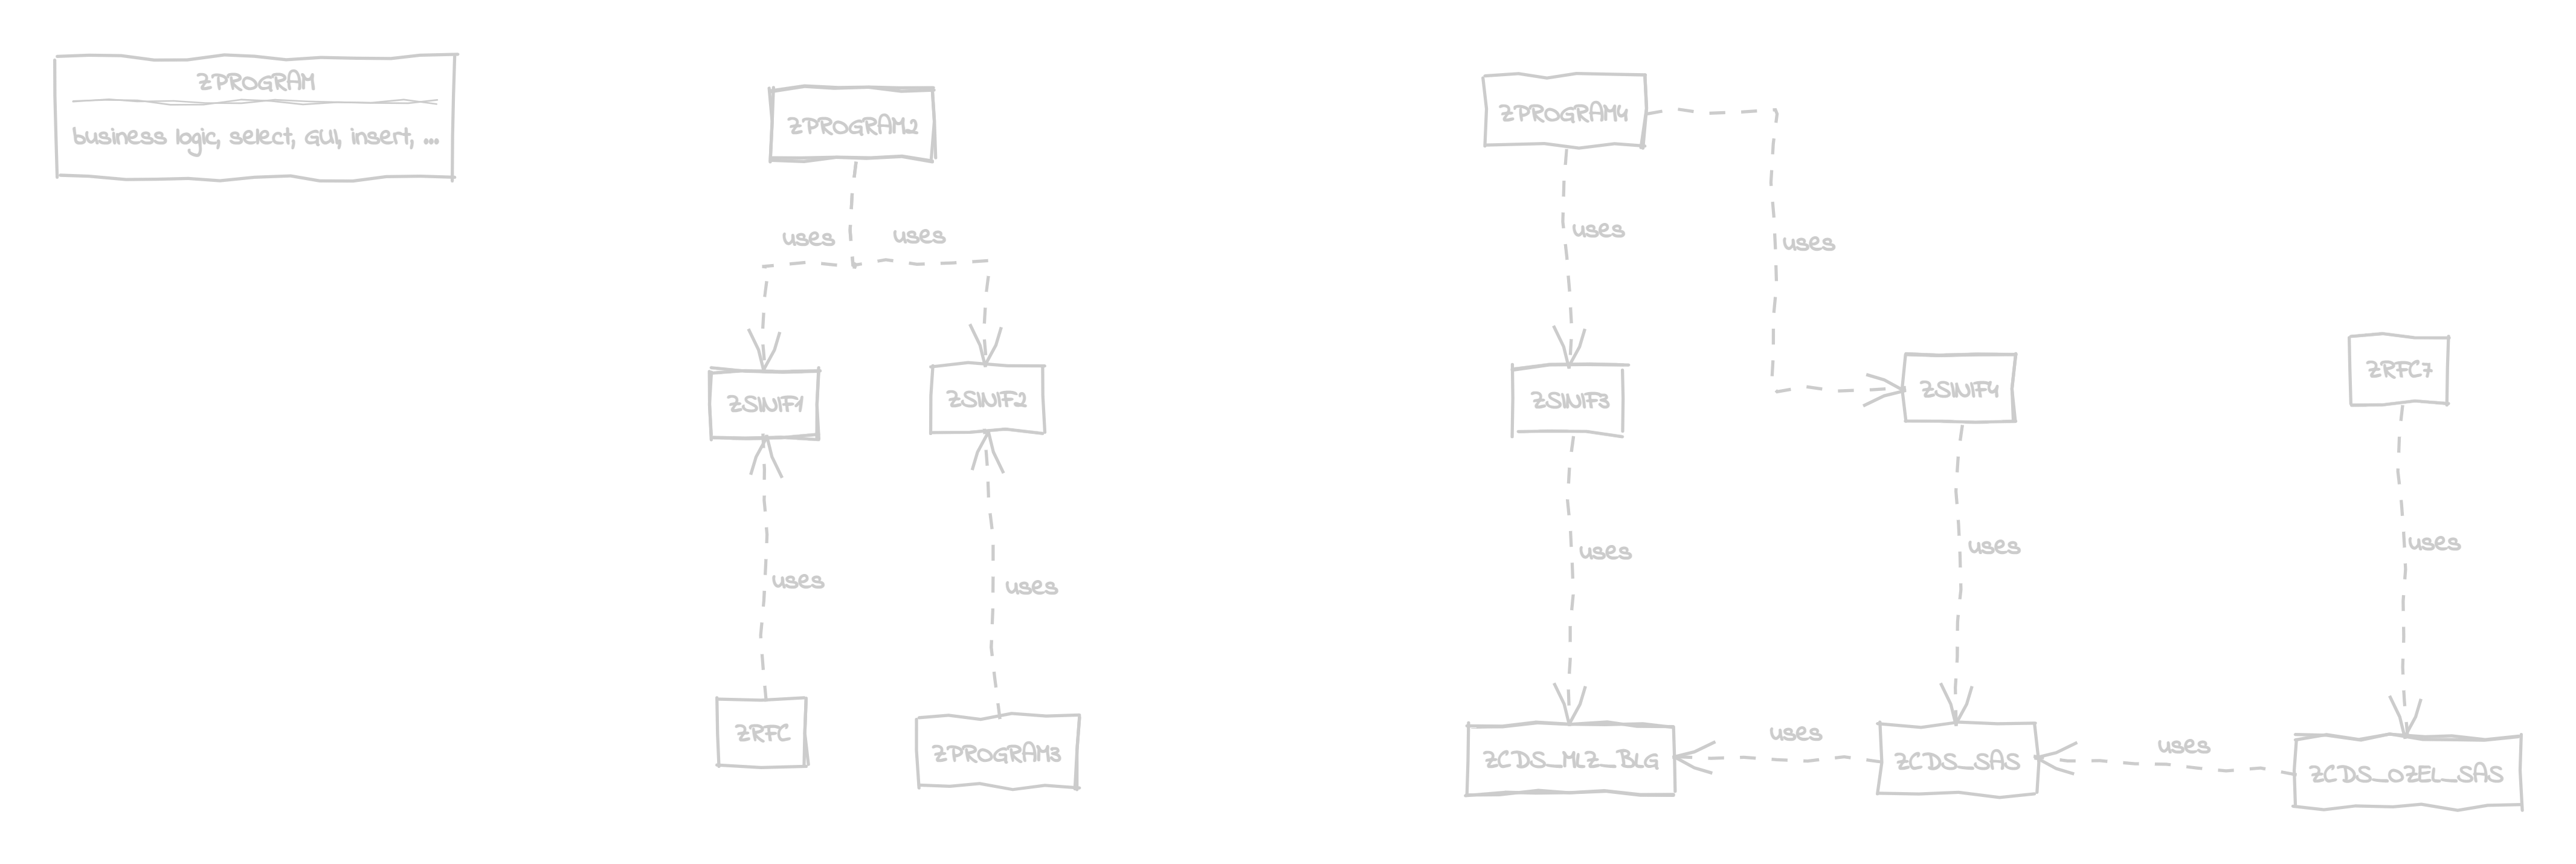 ZPROGRAM
business logic, select, GUI, insert, ...
ZPROGRAM2
uses
uses
ZSINIF1
ZSINIF2
uses
uses
ZRFC
ZPROGRAM3
ZPROGRAM4
uses
uses
ZSINIF3
ZSINIF4
ZRFC7
uses
uses
uses
ZCDS_MLZ_BLG
uses
ZCDS_SAS
uses
ZCDS_OZEL_SAS